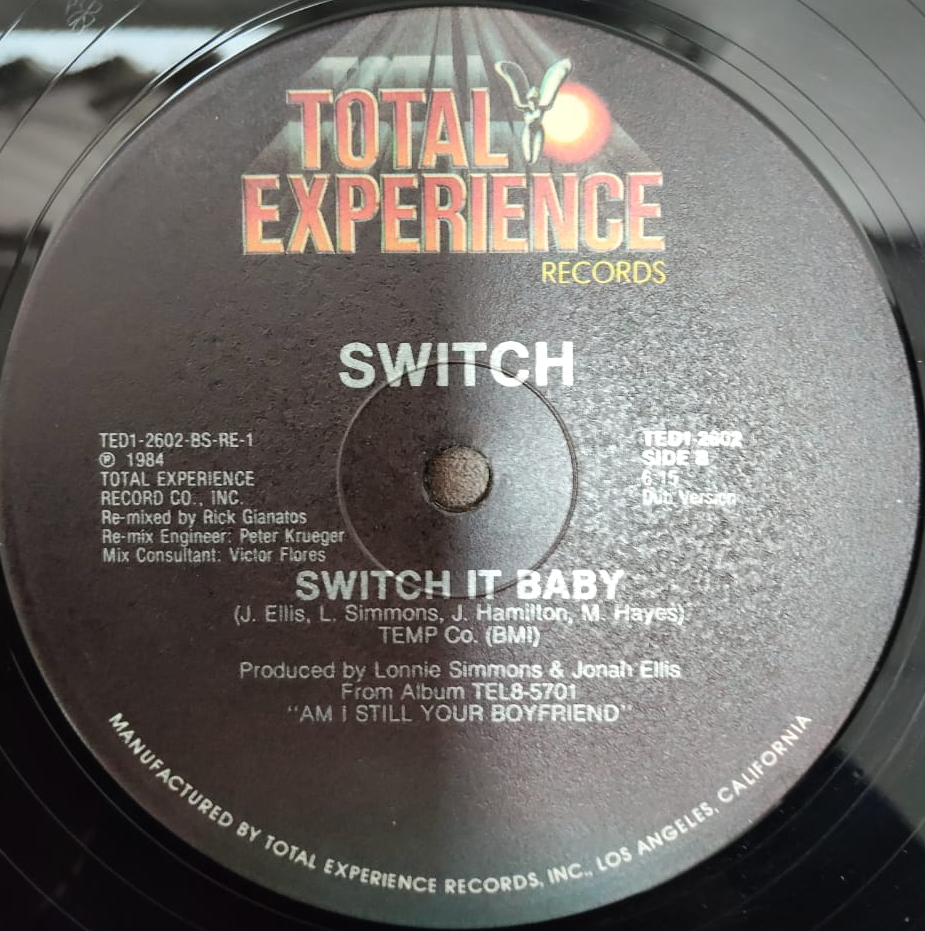 TOTAL
EXPERIENCE
RECORDS
SWITCH
TED1-2602-BS-RE-1
℗ 1984
TOTAL EXPERIENCE
RECORD CO., INC.
Re-mixed by Rick Gianatos
Re-mix Engineer: Peter Krueger
Mix Consultant: Victor Flores
TED1-2602
SIDE B
6:15
Dub Version
SWITCH IT BABY
(J. Ellis, L. Simmons, J. Hamilton, M. Hayes)
TEMP Co. (BMI)
Produced by Lonnie Simmons & Jonah Ellis
From Album TEL8-5701
"AM I STILL YOUR BOYFRIEND"
MANUFACTURED BY TOTAL EXPERIENCE RECORDS, INC., LOS ANGELES, CALIFORNIA